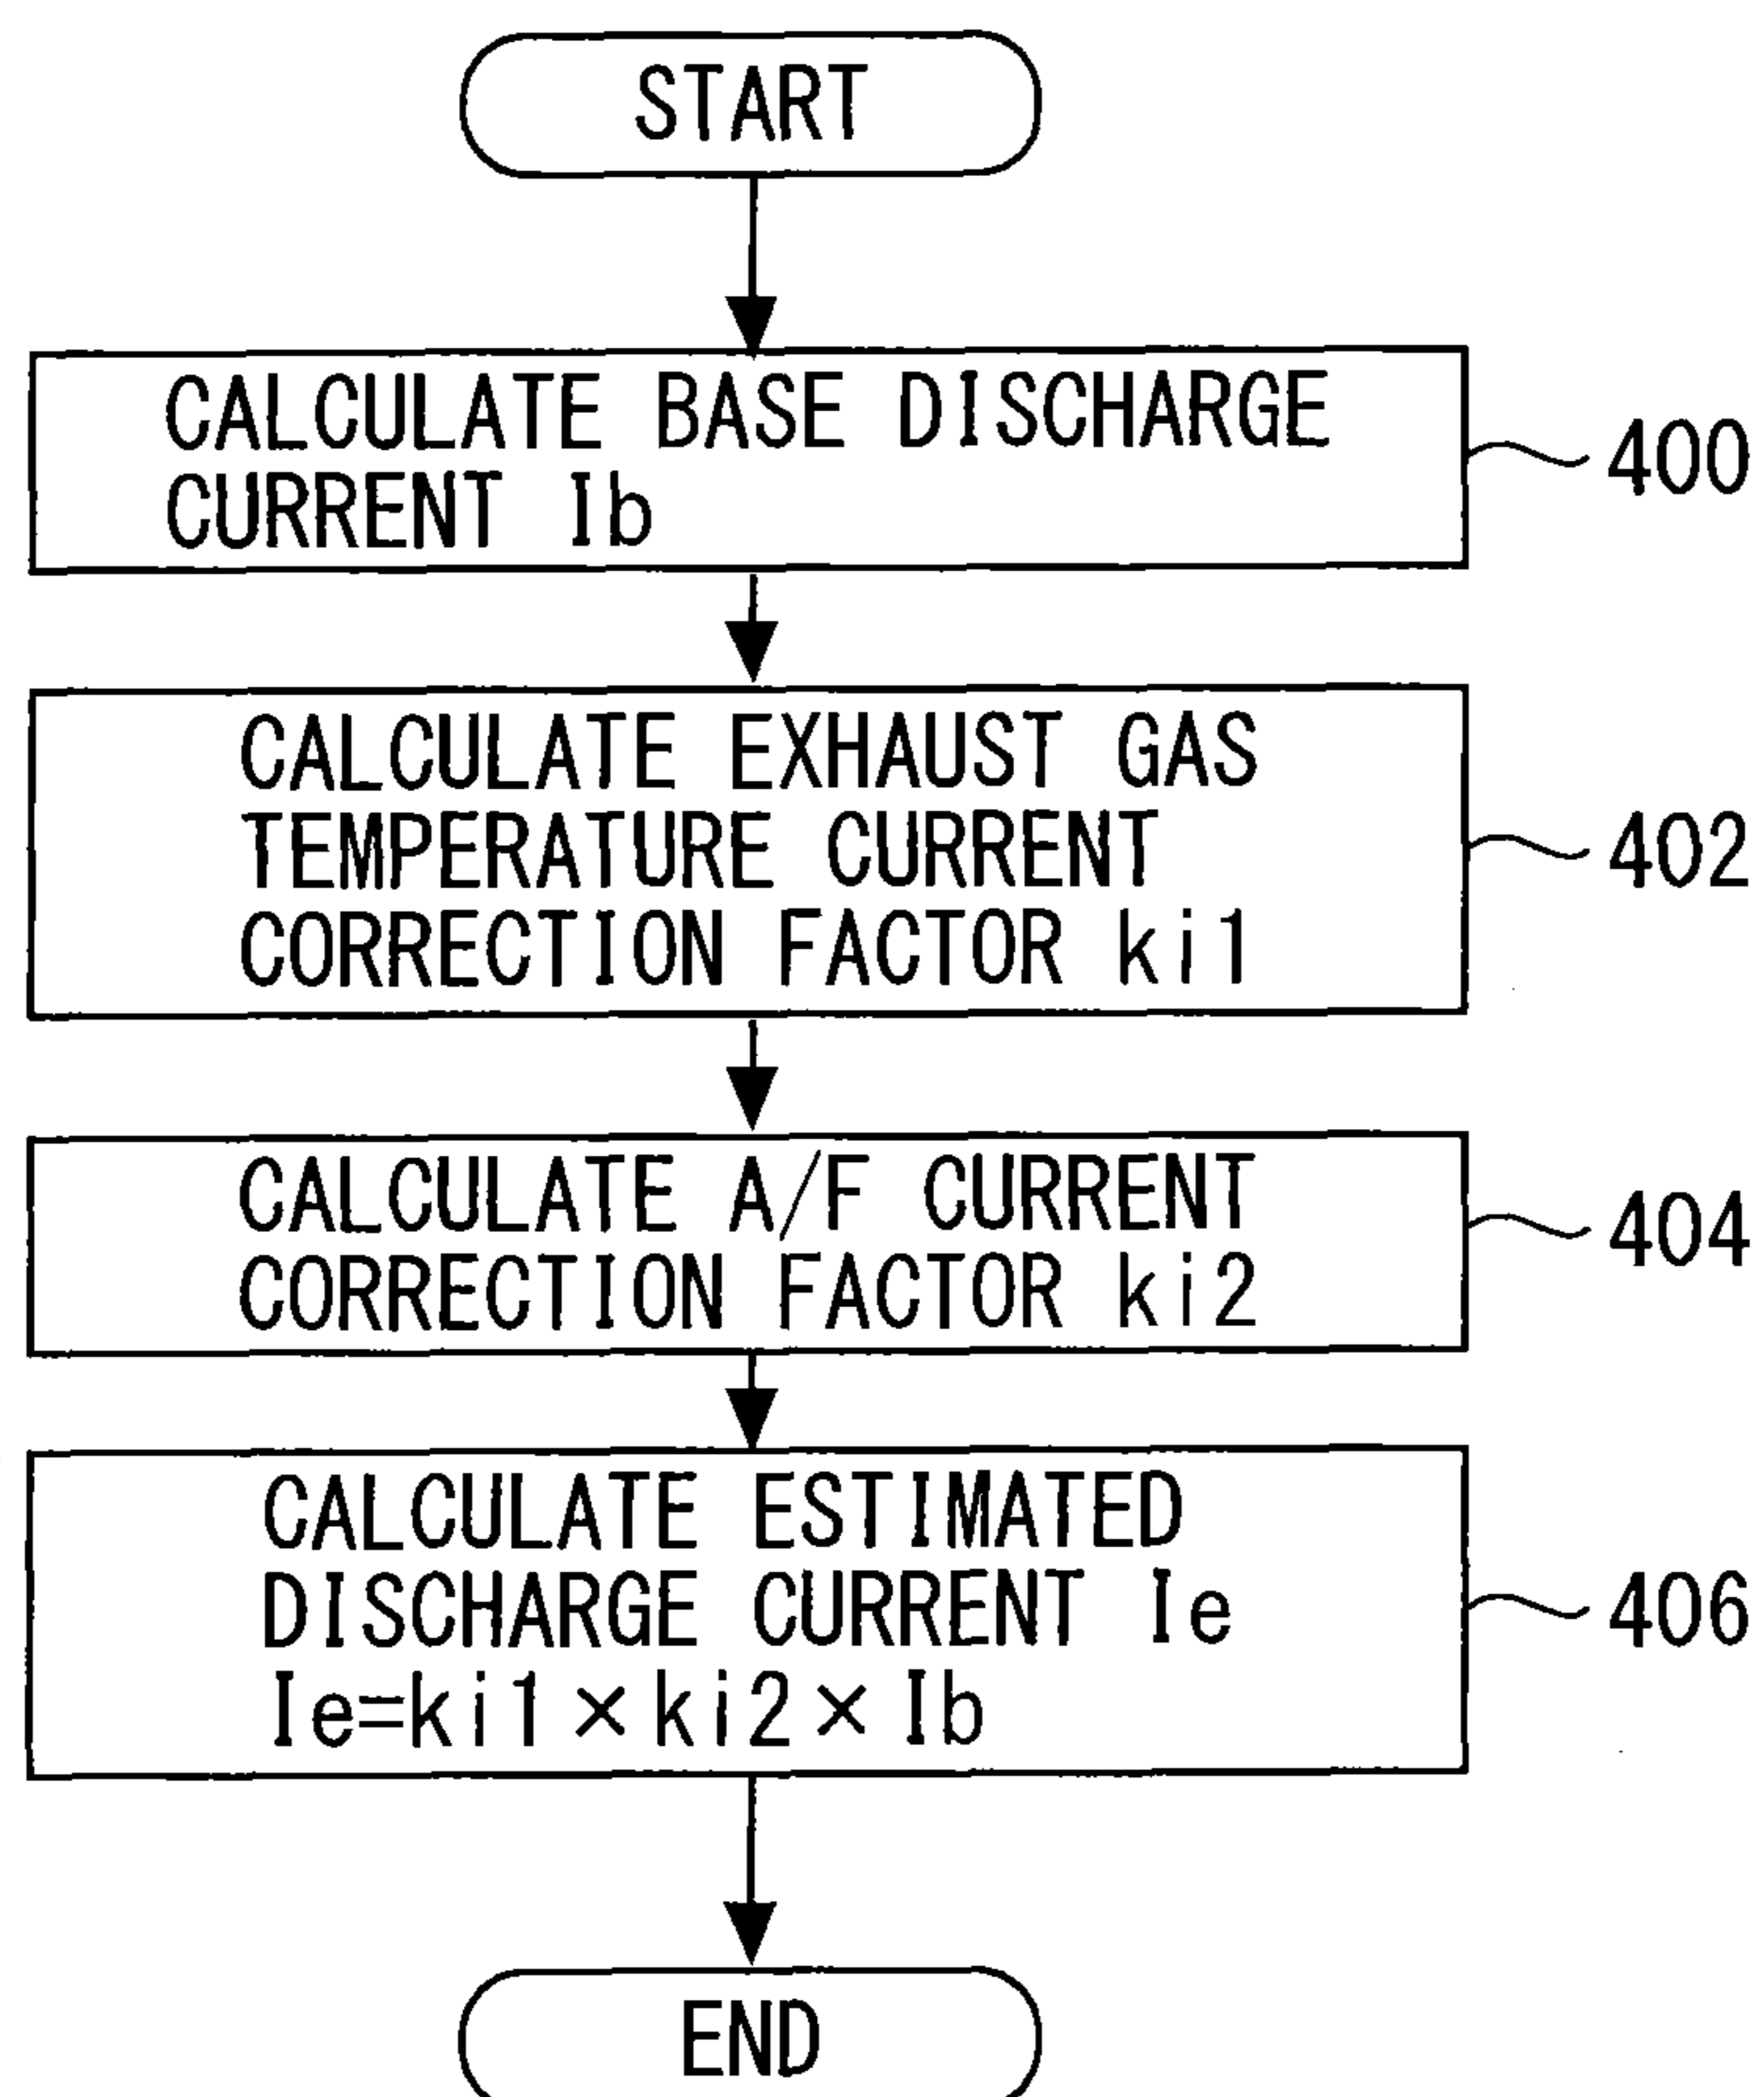 START
CALCULATE BASE DISCHARGE
CURRENT Ib
400
CALCULATE EXHAUST GAS
TEMPERATURE CURRENT
CORRECTION FACTOR ki1
402
CALCULATE A/F CURRENT
CORRECTION FACTOR ki2
404
CALCULATE ESTIMATED
DISCHARGE CURRENT Ie
Ie=ki1×ki2×Ib
406
END